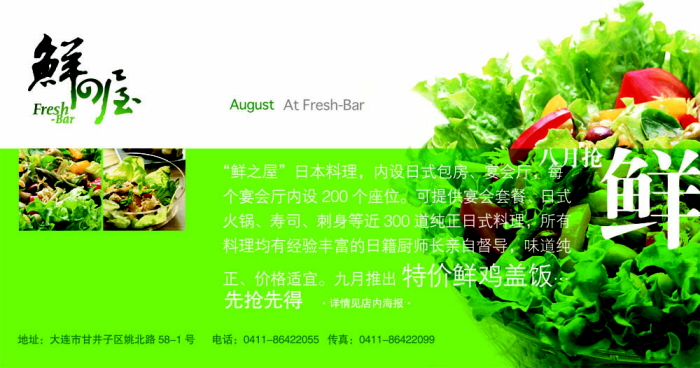 鮮の屋
Fresh
-Bar
August At Fresh-Bar
八月抢
鲜
“鲜之屋”日本料理，内设日式包房、宴会厅，每
个宴会厅内设 200 个座位。可提供宴会套餐、日式
火锅、寿司、刺身等近 300 道纯正日式料理，所有
料理均有经验丰富的日籍厨师长亲自督导，味道纯
正、价格适宜。九月推出 特价鲜鸡盖饭…
先抢先得 ·详情见店内海报·
地址：大连市甘井子区姚北路 58-1 号 电话：0411-86422055 传真：0411-86422099